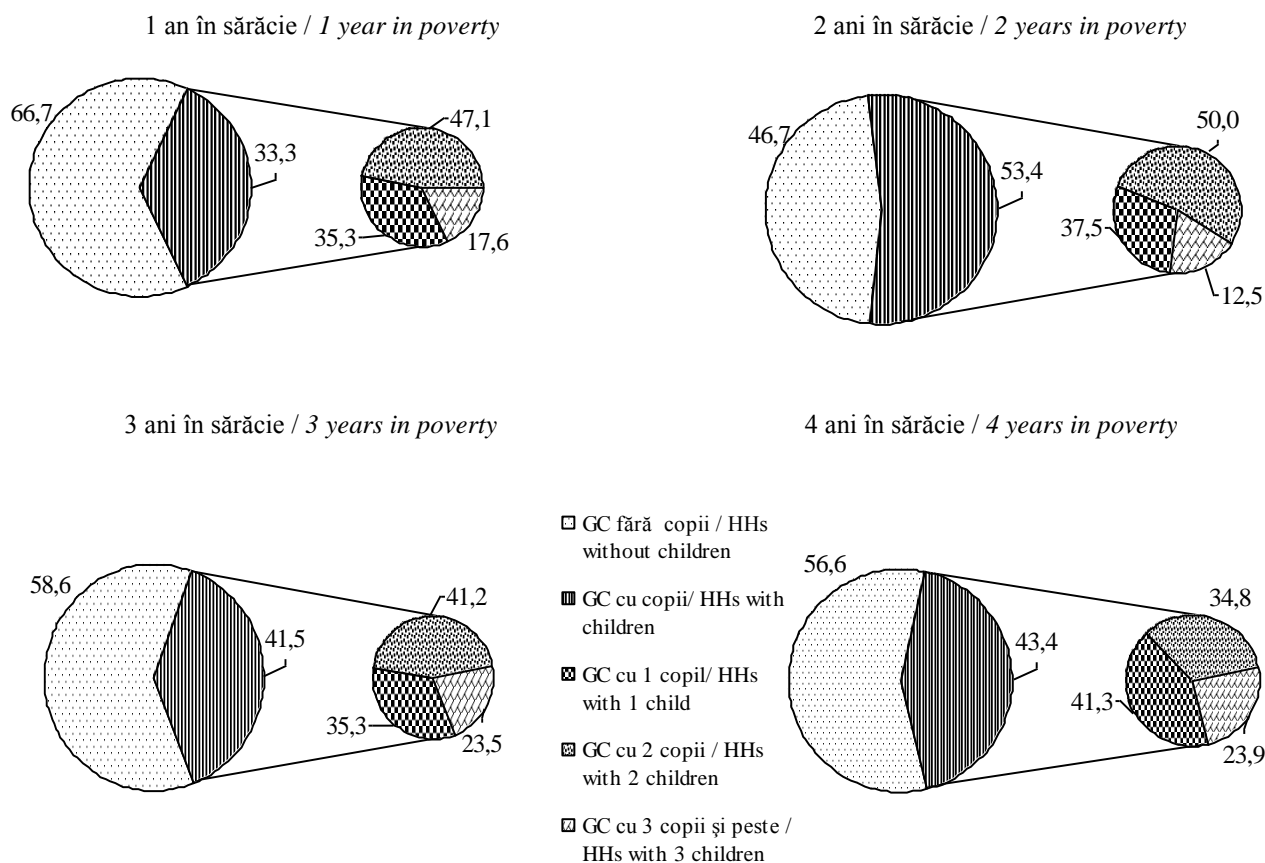 1 an în sărăcie / 1 year in poverty
66,7
33,3
47,1
35,3
17,6
2 ani în sărăcie / 2 years in poverty
46,7
53,4
50,0
37,5
12,5
3 ani în sărăcie / 3 years in poverty
58,6
41,5
41,2
35,3
23,5
GC fără copii / HHs
without children
GC cu copii/ HHs with
children
GC cu 1 copil/ HHs
with 1 child
GC cu 2 copii / HHs
with 2 children
GC cu 3 copii şi peste /
HHs with 3 children
4 ani în sărăcie / 4 years in poverty
56,6
43,4
34,8
41,3
23,9